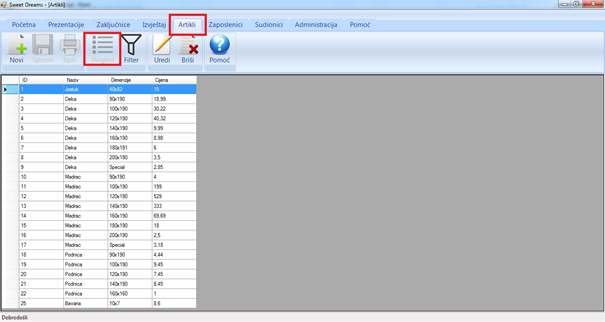 Sweet Dreams - [Artikli]
Početna Prezentacije Zaključnice Izvještaj Artikli Zaposlenici Sudionici Administracija Pomoć
Novi Spremi Ispis Pregled Filter Uredi Briši Pomoć
ID Naziv Dimenzije Cijena
1 Jastuk 40x82 15
2 Deka 90x190 18,99
3 Deka 100x190 30,22
4 Deka 120x190 40,32
5 Deka 140x190 9,99
6 Deka 160x190 8,98
7 Deka 180x191 6
8 Deka 200x190 3,5
9 Deka Special 2,05
10 Madrac 90x190 4
11 Madrac 100x190 199
12 Madrac 120x190 529
13 Madrac 140x190 333
14 Madrac 160x190 69,69
15 Madrac 180x190 18
16 Madrac 200x190 2,5
17 Madrac Special 3,18
18 Podnica 90x190 4,44
19 Podnica 100x190 9,45
20 Podnica 120x190 7,45
21 Podnica 140x190 8,45
22 Podnica 160x160 1
25 Bavaria 10x7 8,6
Dobrodošli